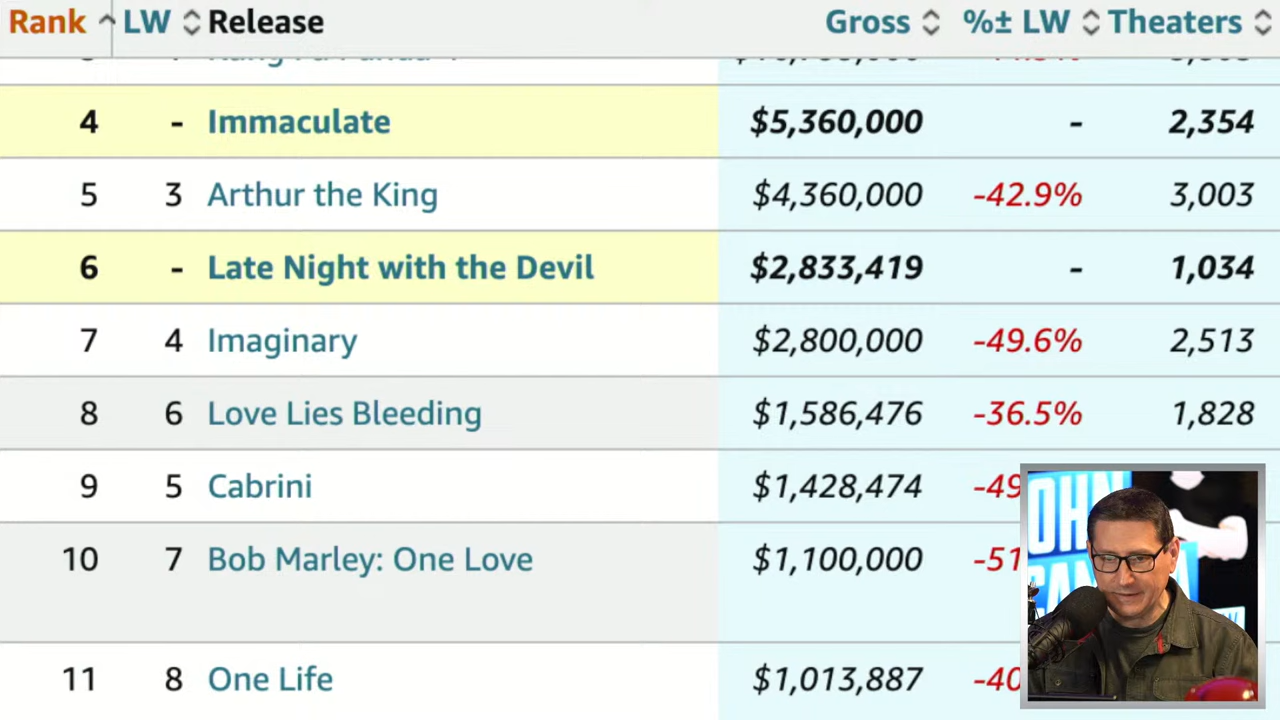 Rank LW Release Gross %± LW Theaters
4 - Immaculate $5,360,000 - 2,354
5 3 Arthur the King $4,360,000 -42.9% 3,003
6 - Late Night with the Devil $2,833,419 - 1,034
7 4 Imaginary $2,800,000 -49.6% 2,513
8 6 Love Lies Bleeding $1,586,476 -36.5% 1,828
9 5 Cabrini $1,428,474 -49
10 7 Bob Marley: One Love $1,100,000 -51
11 8 One Life $1,013,887 -40
OHN